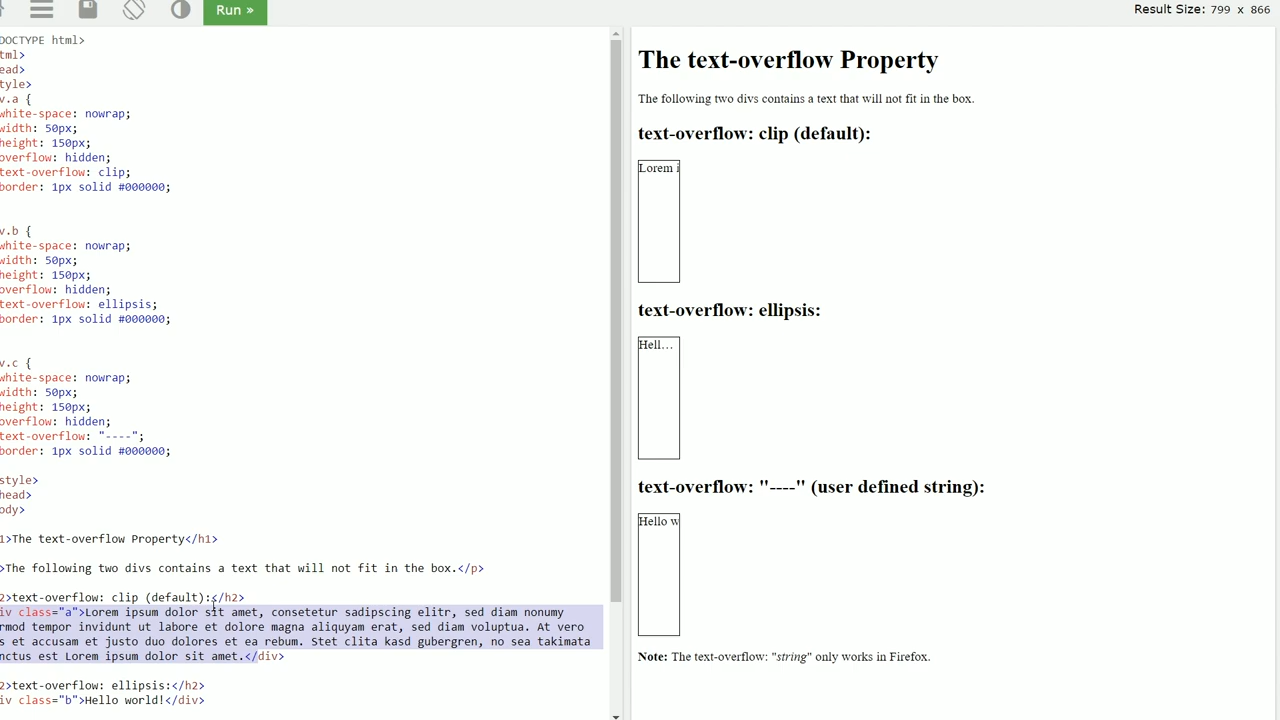 Run »
Result Size: 799 x 866
DOCTYPE html>
tml>
ead>
tyle>
v.a {
white-space: nowrap;
width: 50px;
height: 150px;
overflow: hidden;
text-overflow: clip;
border: 1px solid #000000;
v.b {
white-space: nowrap;
width: 50px;
height: 150px;
overflow: hidden;
text-overflow: ellipsis;
border: 1px solid #000000;
v.c {
white-space: nowrap;
width: 50px;
height: 150px;
overflow: hidden;
text-overflow: "----";
border: 1px solid #000000;
style>
head>
ody>
1>The text-overflow Property</h1>
>The following two divs contains a text that will not fit in the box.</p>
2>text-overflow: clip (default):</h2>
iv class="a">Lorem ipsum dolor sit amet, consetetur sadipscing elitr, sed diam nonumy
rmod tempor invidunt ut labore et dolore magna aliquyam erat, sed diam voluptua. At vero
s et accusam et justo duo dolores et ea rebum. Stet clita kasd gubergren, no sea takimata
nctus est Lorem ipsum dolor sit amet.</div>
2>text-overflow: ellipsis:</h2>
iv class="b">Hello world!</div>
The text-overflow Property
The following two divs contains a text that will not fit in the box.
text-overflow: clip (default):
Lorem i
text-overflow: ellipsis:
Hell...
text-overflow: "----" (user defined string):
Hello w
Note: The text-overflow: "string" only works in Firefox.